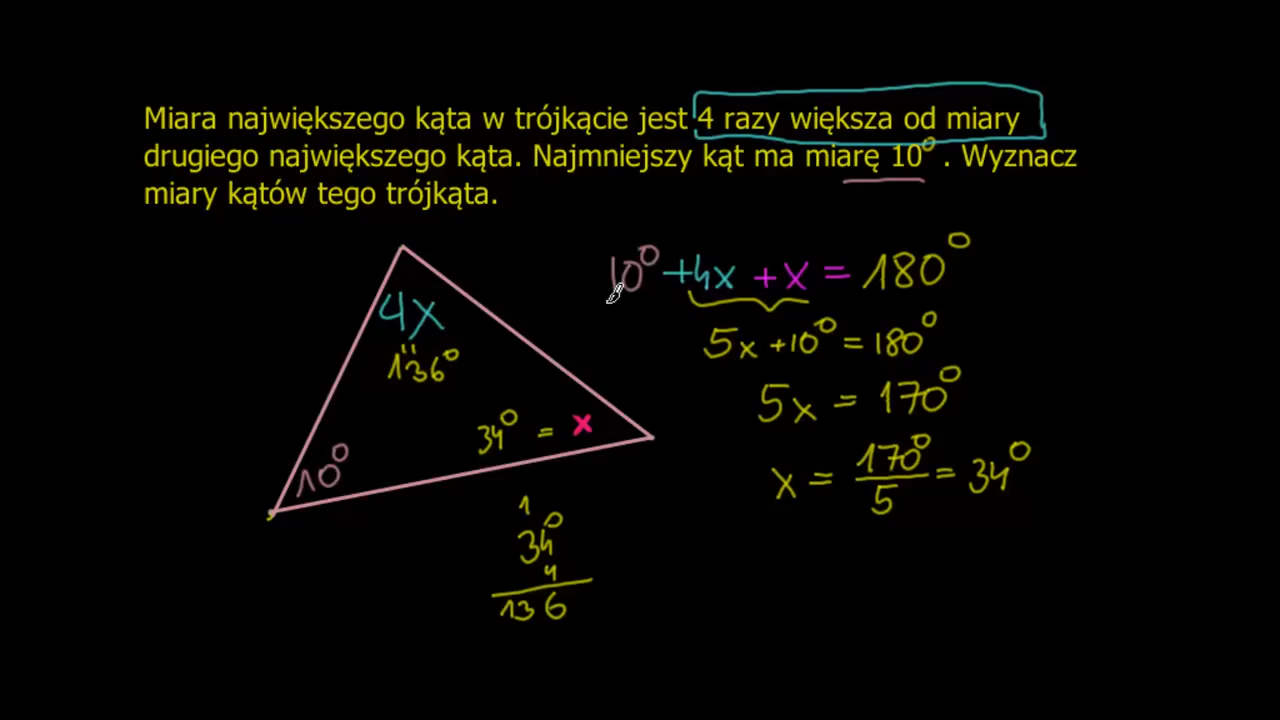 Miara największego kąta w trójkącie jest 4 razy większa od miary
drugiego największego kąta. Najmniejszy kąt ma miarę 10° . Wyznacz
miary kątów tego trójkąta.
10° + 4x + x = 180°
5x + 10° = 180°
5x = 170°
x = 170°/5 = 34°
4x
136°
34° = x
10°
1
34°
4
136